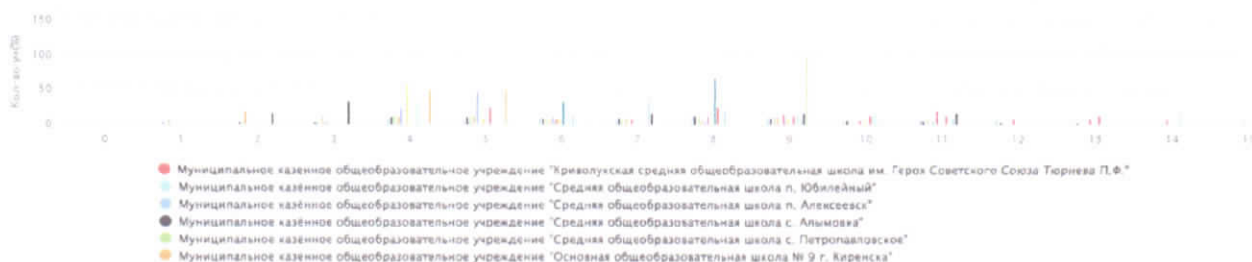 150
100
50
0
Кол-во уч(%)
0 1 2 3 4 5 6 7 8 9 10 11 12 13 14 15
Муниципальное казенное общеобразовательное учреждение "Криволукская средняя общеобразовательная школа им. Героя Советского Союза Тюрнева П.Ф."
Муниципальное казённое общеобразовательное учреждение "Средняя общеобразовательная школа п. Юбилейный"
Муниципальное казённое общеобразовательное учреждение "Средняя общеобразовательная школа п. Алексеевск"
Муниципальное казённое общеобразовательное учреждение "Средняя общеобразовательная школа с. Алымовка"
Муниципальное казённое общеобразовательное учреждение "Средняя общеобразовательная школа с. Петропавловское"
Муниципальное казённое общеобразовательное учреждение "Основная общеобразовательная школа № 9 г. Киренска"